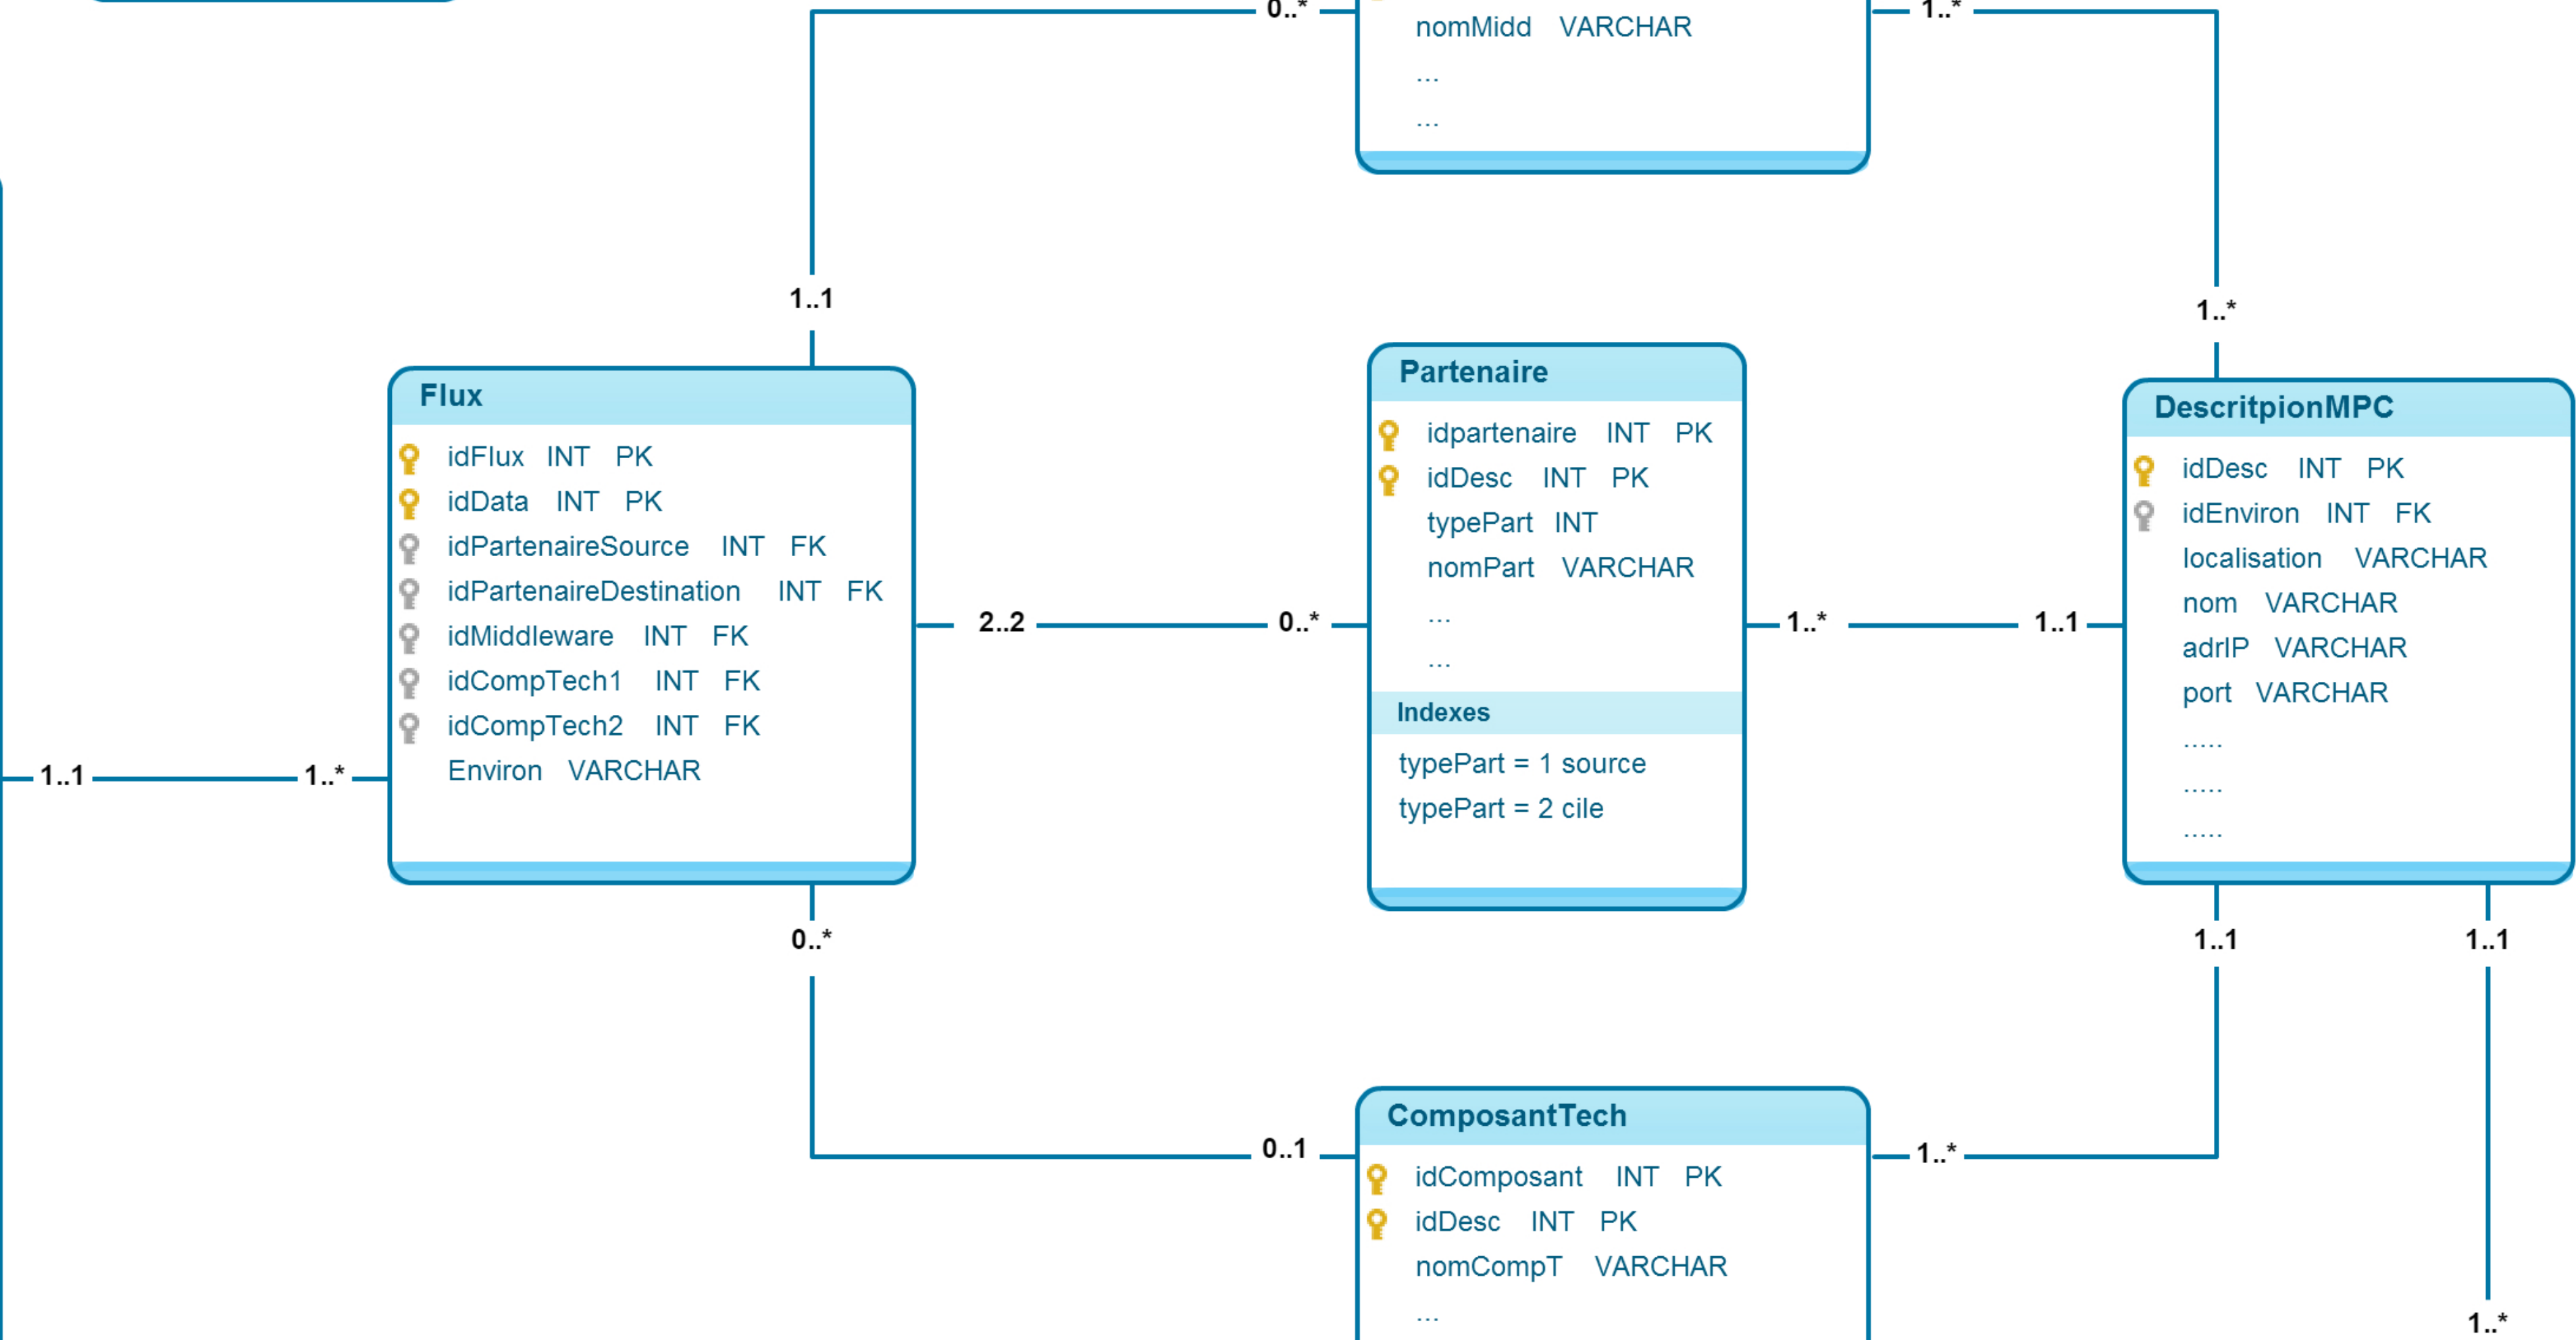 0..*
1..*
nomMidd VARCHAR
...
...
1..1
1..*
Flux
idFlux INT PK
idData INT PK
idPartenaireSource INT FK
idPartenaireDestination INT FK
idMiddleware INT FK
idCompTech1 INT FK
idCompTech2 INT FK
Environ VARCHAR
1..1
1..*
2..2
0..*
Partenaire
idpartenaire INT PK
idDesc INT PK
typePart INT
nomPart VARCHAR
...
...
Indexes
typePart = 1 source
typePart = 2 cile
1..*
1..1
DescritpionMPC
idDesc INT PK
idEnviron INT FK
localisation VARCHAR
nom VARCHAR
adrIP VARCHAR
port VARCHAR
.....
.....
.....
0..*
1..1
1..1
0..1
1..*
ComposantTech
idComposant INT PK
idDesc INT PK
nomCompT VARCHAR
...
1..*